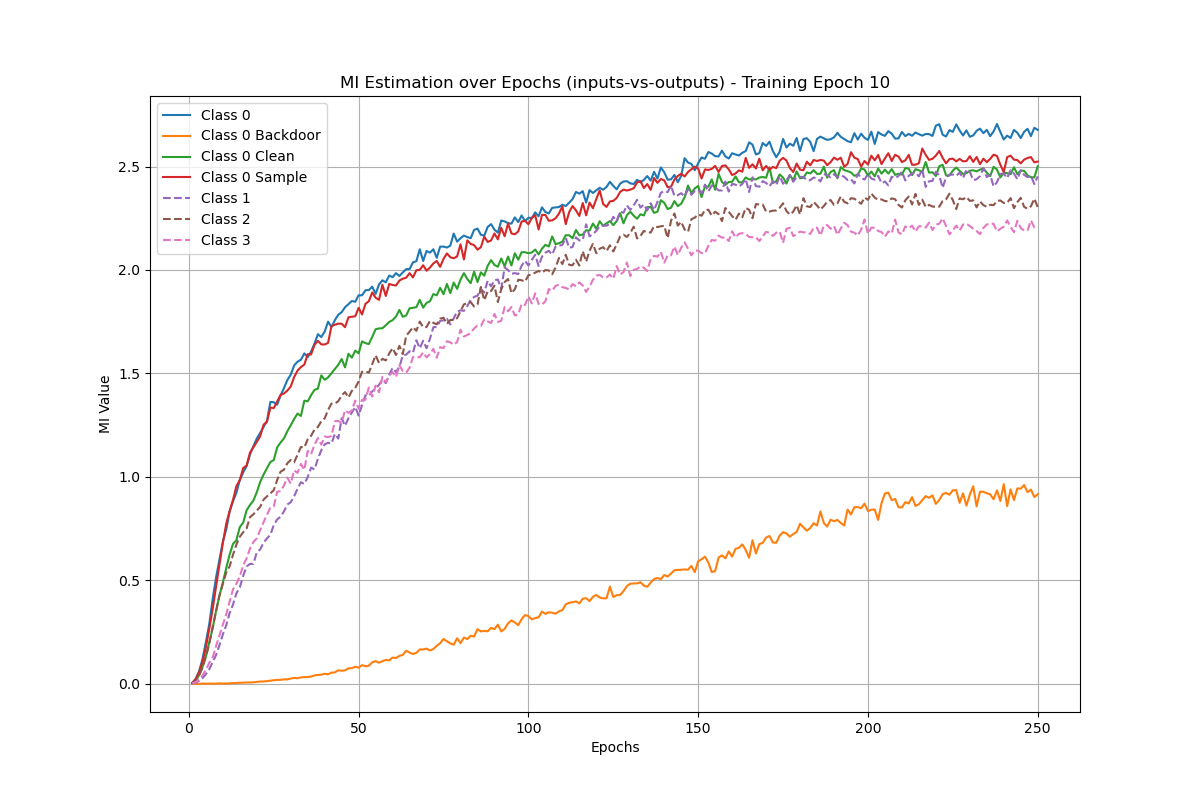 MI Estimation over Epochs (inputs-vs-outputs) - Training Epoch 10
Class 0
Class 0 Backdoor
Class 0 Clean
Class 0 Sample
Class 1
Class 2
Class 3
MI Value
2.5
2.0
1.5
1.0
0.5
0.0
0
50
100
150
200
250
Epochs